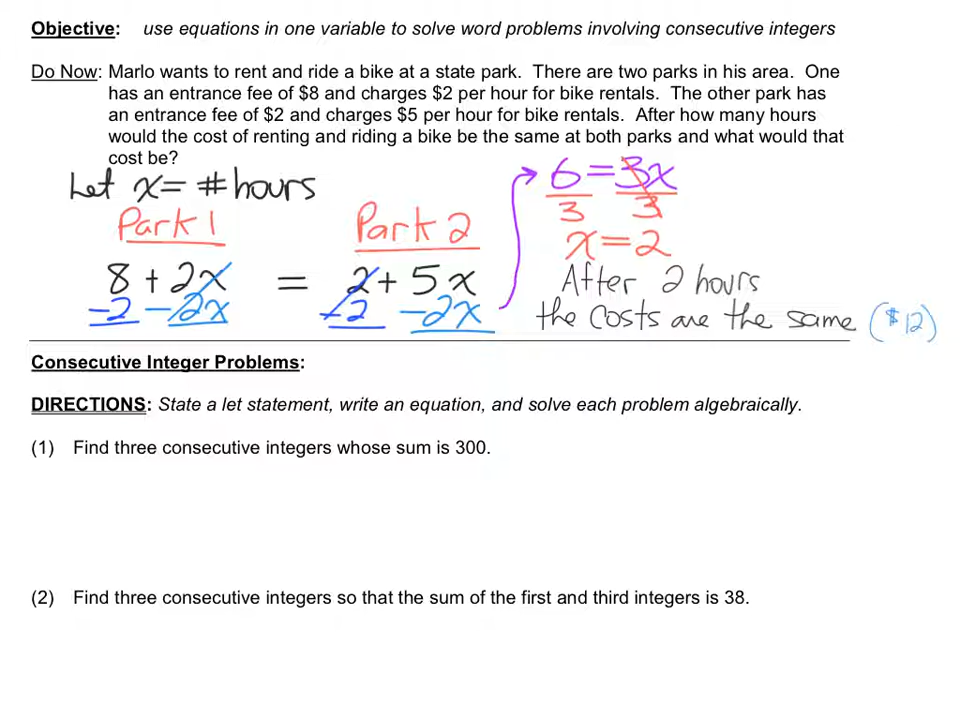 Objective: use equations in one variable to solve word problems involving consecutive integers
Do Now: Marlo wants to rent and ride a bike at a state park. There are two parks in his area. One
has an entrance fee of $8 and charges $2 per hour for bike rentals. The other park has
an entrance fee of $2 and charges $5 per hour for bike rentals. After how many hours
would the cost of renting and riding a bike be the same at both parks and what would that
cost be?
Let x = # hours
Park 1
Park 2
8 + 2x = 2 + 5x
-2 -2x -2 -2x
6 = 3x
3 3
x = 2
After 2 hours
the costs are the same ($12)
Consecutive Integer Problems:
DIRECTIONS: State a let statement, write an equation, and solve each problem algebraically.
(1) Find three consecutive integers whose sum is 300.
(2) Find three consecutive integers so that the sum of the first and third integers is 38.